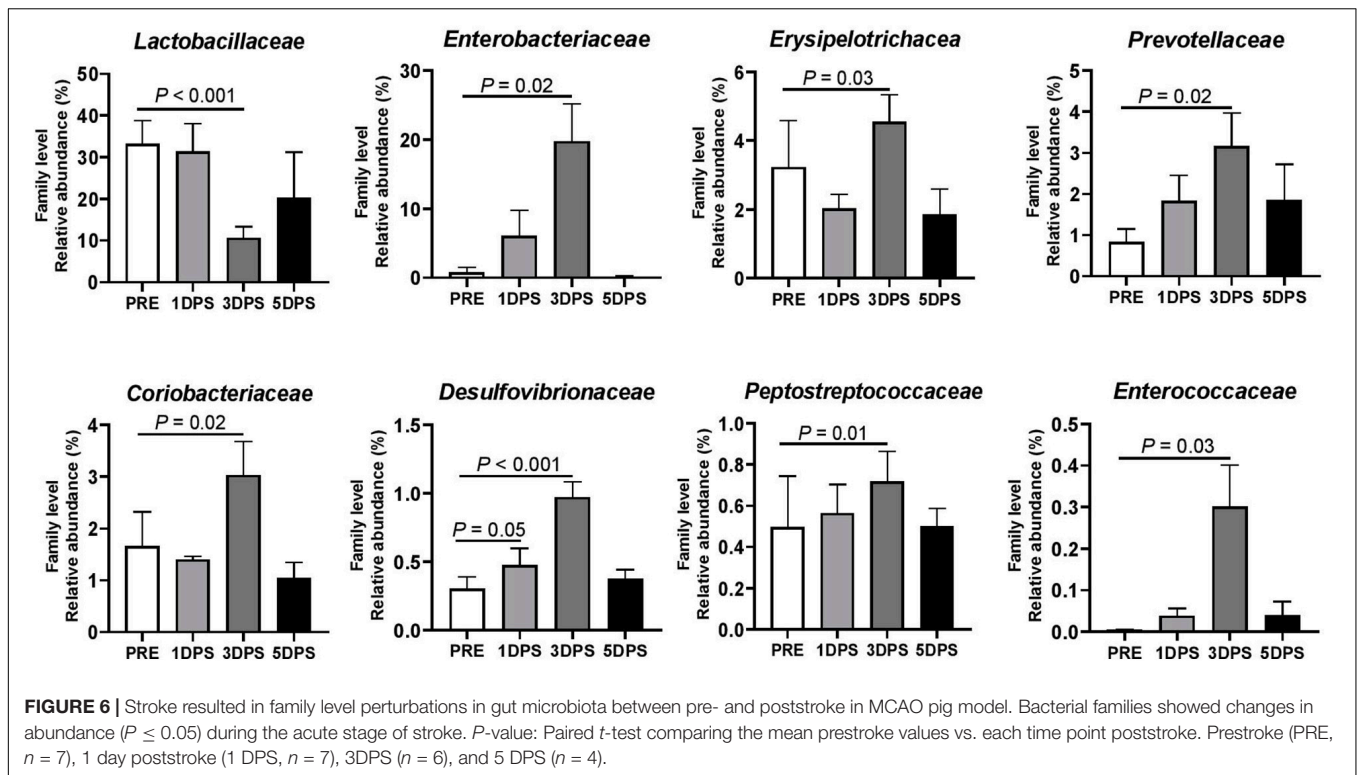 Lactobacillaceae
Family level
Relative abundance (%)
50
40
30
20
10
0
P < 0.001
PRE 1DPS 3DPS 5DPS
Enterobacteriaceae
Family level
Relative abundance (%)
30
20
10
0
P = 0.02
PRE 1DPS 3DPS 5DPS
Erysipelotrichacea
Family level
Relative abundance (%)
6
4
2
0
P = 0.03
PRE 1DPS 3DPS 5DPS
Prevotellaceae
Family level
Relative abundance (%)
5
4
3
2
1
0
P = 0.02
PRE 1DPS 3DPS 5DPS
Coriobacteriaceae
Family level
Relative abundance (%)
4
3
2
1
0
P = 0.02
PRE 1DPS 3DPS 5DPS
Desulfovibrionaceae
Family level
Relative abundance (%)
1.5
1.0
0.5
0.0
P < 0.001
P = 0.05
PRE 1DPS 3DPS 5DPS
Peptostreptococcaceae
Family level
Relative abundance (%)
1.0
0.8
0.6
0.4
0.2
0.0
P = 0.01
PRE 1DPS 3DPS 5DPS
Enterococcaceae
Family level
Relative abundance (%)
0.5
0.4
0.3
0.2
0.1
0.0
P = 0.03
PRE 1DPS 3DPS 5DPS
FIGURE 6 | Stroke resulted in family level perturbations in gut microbiota between pre- and poststroke in MCAO pig model. Bacterial families showed changes in
abundance (P ≤ 0.05) during the acute stage of stroke. P-value: Paired t-test comparing the mean prestroke values vs. each time point poststroke. Prestroke (PRE,
n = 7), 1 day poststroke (1 DPS, n = 7), 3DPS (n = 6), and 5 DPS (n = 4).